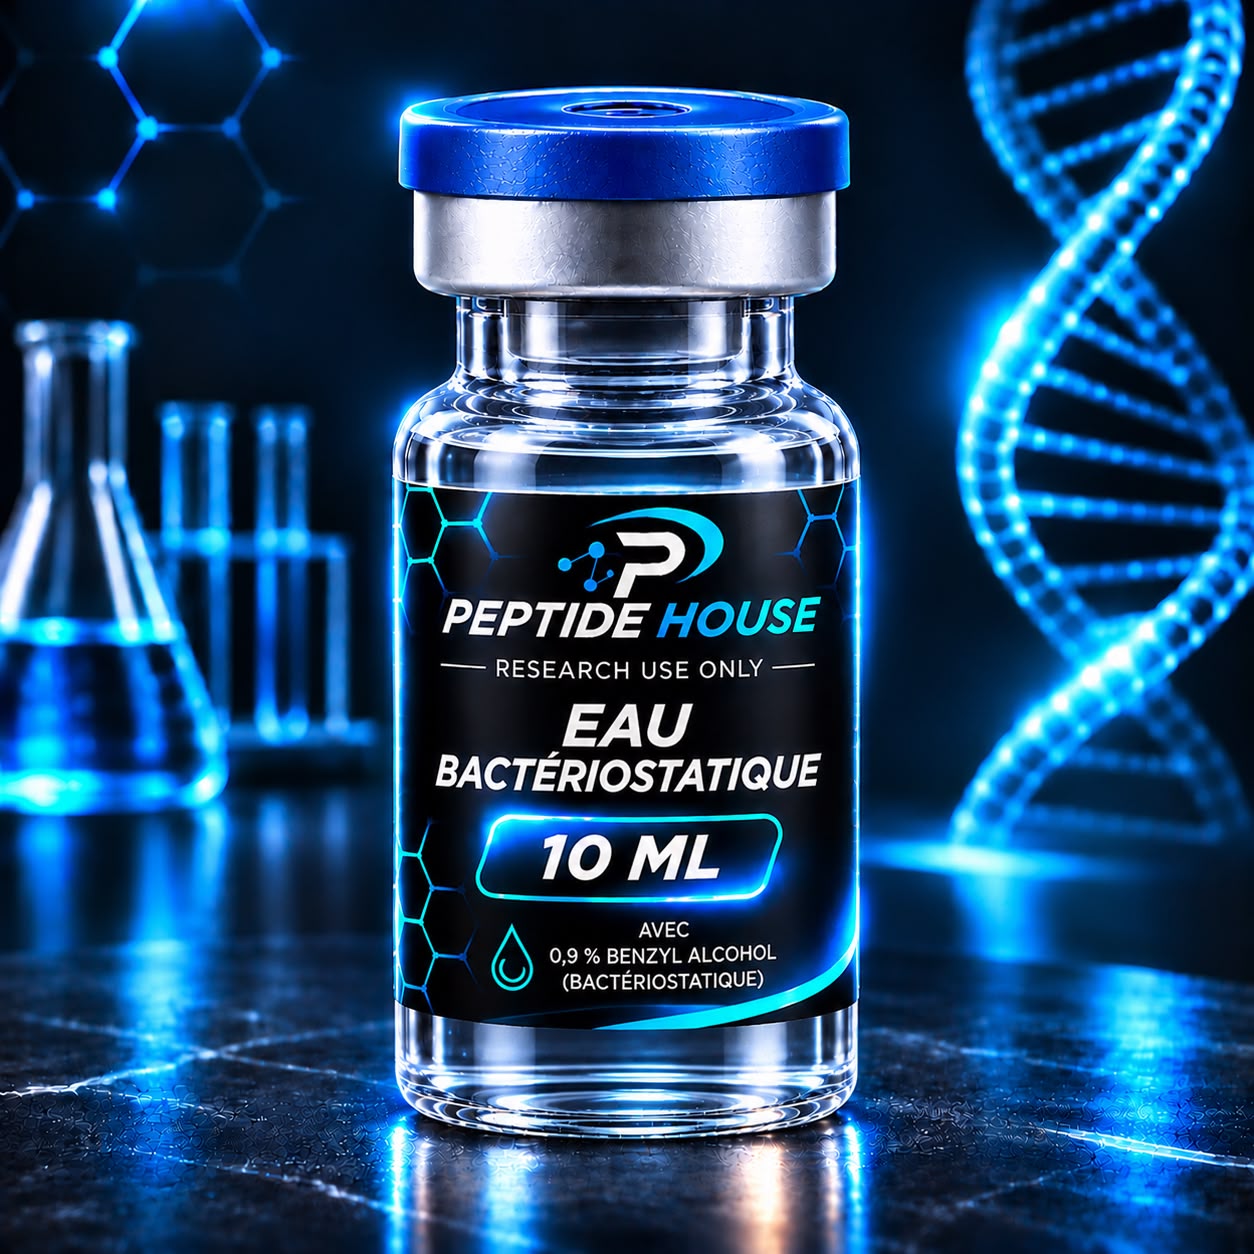 P
PEPTIDE HOUSE
RESEARCH USE ONLY
EAU
BACTÉRIOSTATIQUE
10 ML
AVEC
0,9 % BENZYL ALCOHOL
(BACTÉRIOSTATIQUE)